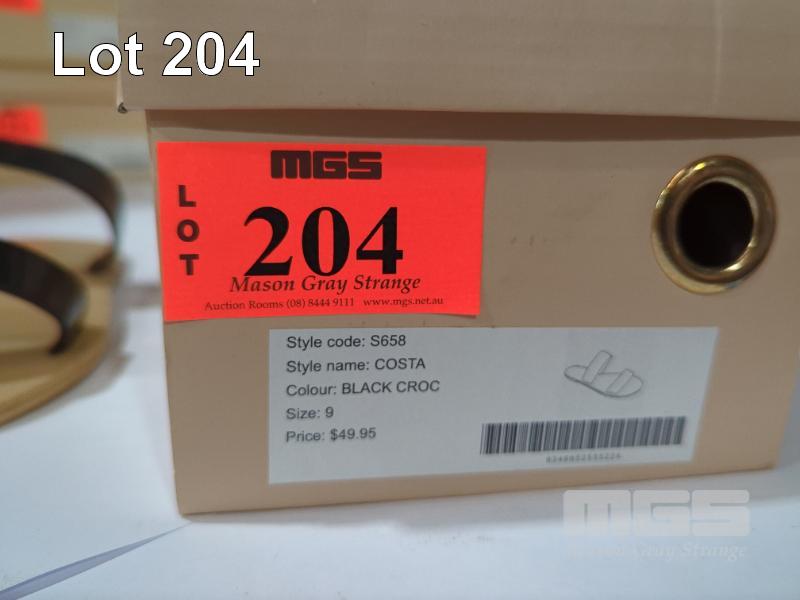 Lot 204
MGS
LOT
204
Mason Gray Strange
Auction Rooms (08) 8444 9111 www.mgs.net.au
Style code: S658
Style name: COSTA
Colour: BLACK CROC
Size: 9
Price: $49.95
MGS
Mason Gray Strange